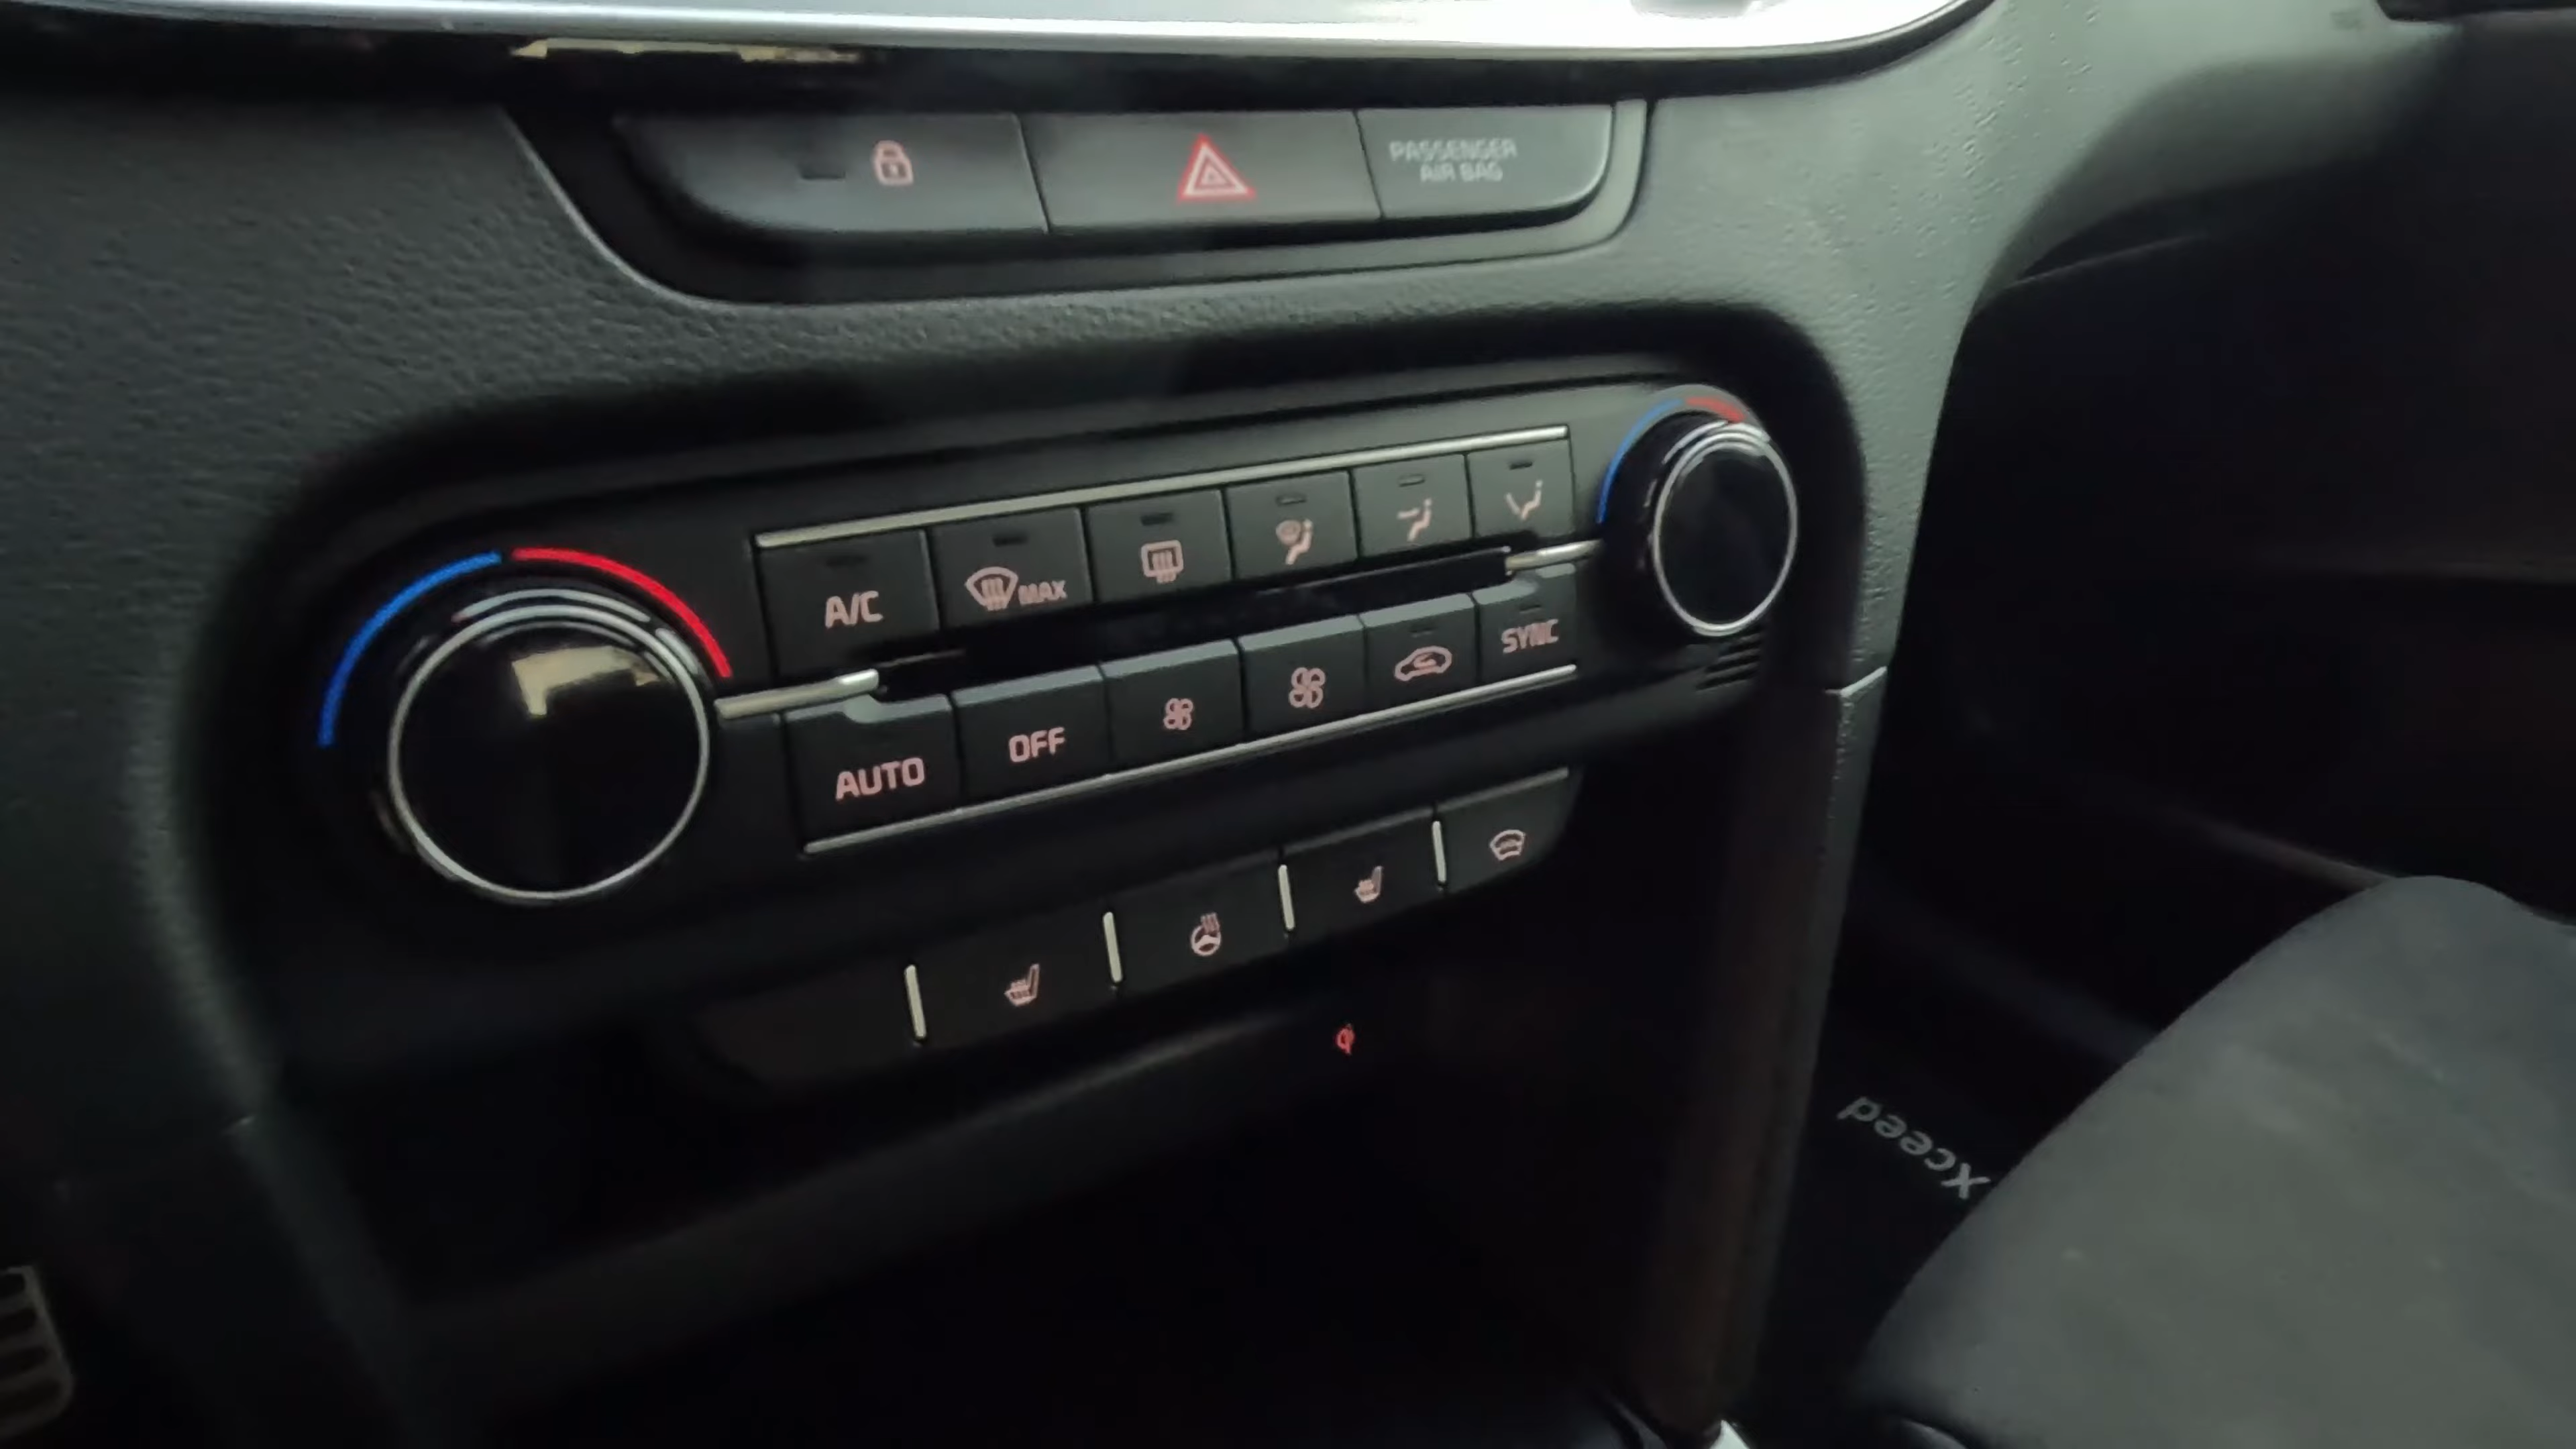 PASSENGER
AIR BAG
A/C
MAX
SYNC
AUTO
OFF
Xceed